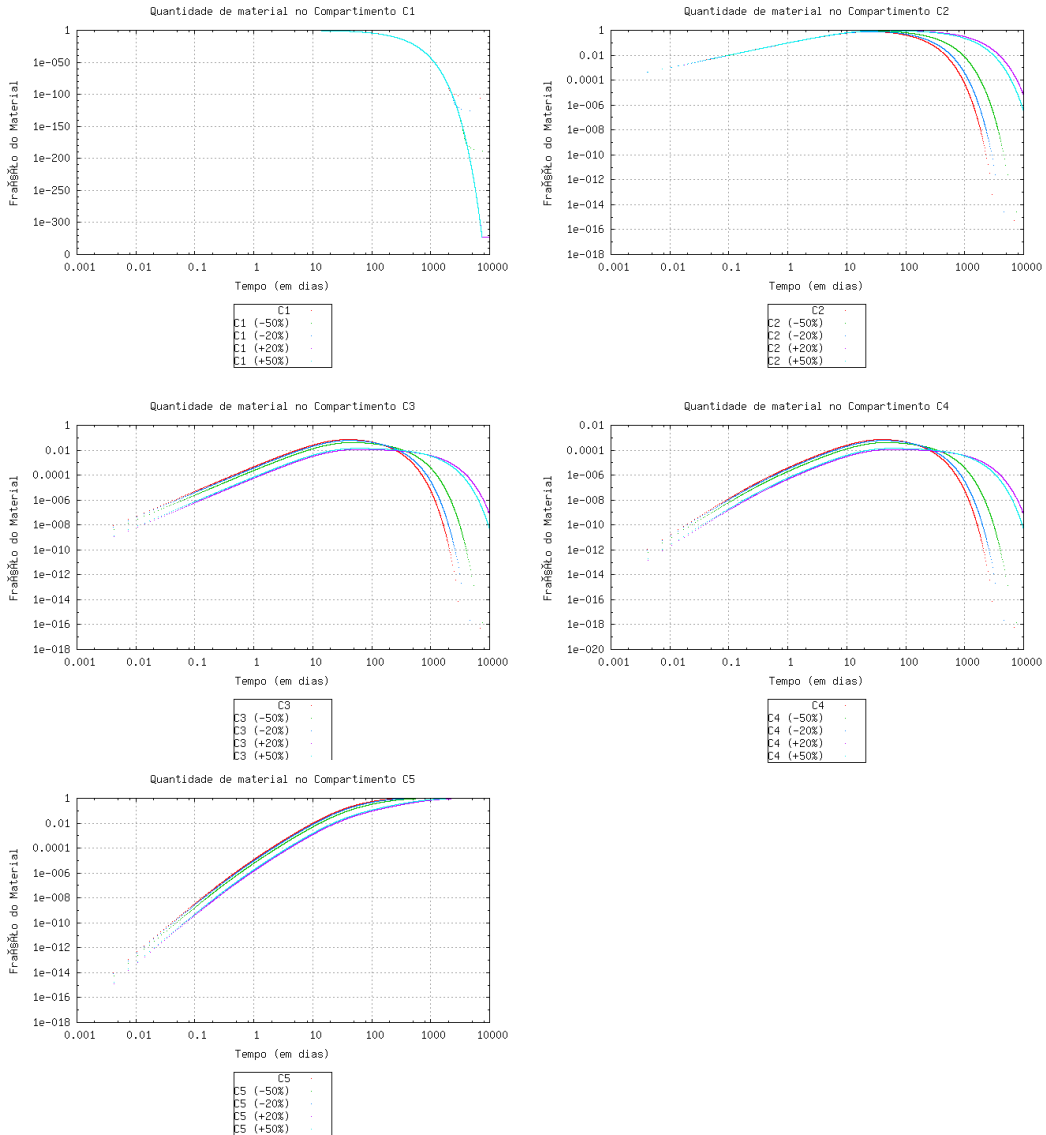 Quantidade de material no Compartimento C1
Fração do Material
1
1e-050
1e-100
1e-150
1e-200
1e-250
1e-300
0
0.001 0.01 0.1 1 10 100 1000 10000
Tempo (em dias)
C1
C1 (-50%)
C1 (-20%)
C1 (+20%)
C1 (+50%)
Quantidade de material no Compartimento C2
1
0.01
0.0001
1e-006
1e-008
1e-010
1e-012
1e-014
1e-016
1e-018
0.001 0.01 0.1 1 10 100 1000 10000
Tempo (em dias)
C2
C2 (-50%)
C2 (-20%)
C2 (+20%)
C2 (+50%)
Quantidade de material no Compartimento C3
1
0.01
0.0001
1e-006
1e-008
1e-010
1e-012
1e-014
1e-016
1e-018
0.001 0.01 0.1 1 10 100 1000 10000
Tempo (em dias)
C3
C3 (-50%)
C3 (-20%)
C3 (+20%)
C3 (+50%)
Quantidade de material no Compartimento C4
0.01
0.0001
1e-006
1e-008
1e-010
1e-012
1e-014
1e-016
1e-018
1e-020
0.001 0.01 0.1 1 10 100 1000 10000
Tempo (em dias)
C4
C4 (-50%)
C4 (-20%)
C4 (+20%)
C4 (+50%)
Quantidade de material no Compartimento C5
1
0.01
0.0001
1e-006
1e-008
1e-010
1e-012
1e-014
1e-016
1e-018
0.001 0.01 0.1 1 10 100 1000 10000
Tempo (em dias)
C5
C5 (-50%)
C5 (-20%)
C5 (+20%)
C5 (+50%)